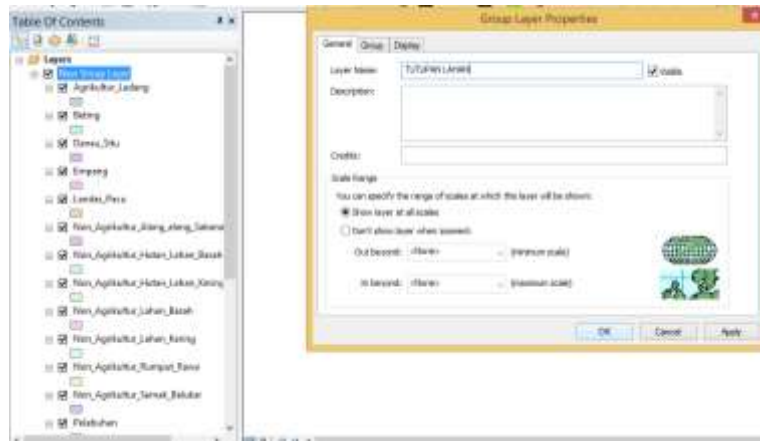 Table Of Contents
Layers
New Group Layer
Agrikultur_Ladang
Beting
Danau_Situ
Empang
Landas_Pacu
Non_Agrikultur_Alang_alang_Sabana
Non_Agrikultur_Hutan_Lahan_Basah
Non_Agrikultur_Hutan_Lahan_Kering
Non_Agrikultur_Lahan_Basah
Non_Agrikultur_Lahan_Kering
Non_Agrikultur_Rumput_Rawa
Non_Agrikultur_Semak_Belukar
Pelabuhan
Group Layer Properties
General Group Display
Layer Name: TUTUPAN LAHAN Visible
Description:
Credits:
Scale Range
You can specify the range of scales at which this layer will be shown:
Show layer at all scales
Don't show layer when zoomed:
Out beyond: <None> (minimum scale)
In beyond: <None> (maximum scale)
OK Cancel Apply